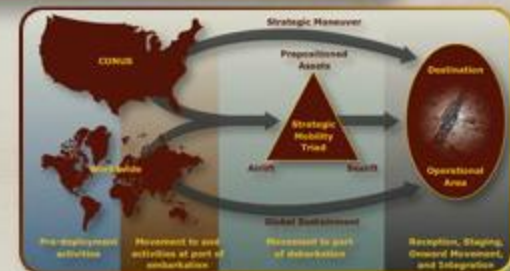 Strategic Maneuver
CONUS
Prepositioned
Assets
Destination
Strategic
Mobility
Triad
Worldwide
Airlift
Sealift
Operational
Area
Global Sustainment
Pre-deployment
activities
Movement to and
activities at port of
embarkation
Movement to port
of debarkation
Reception, Staging,
Onward Movement,
and Integration